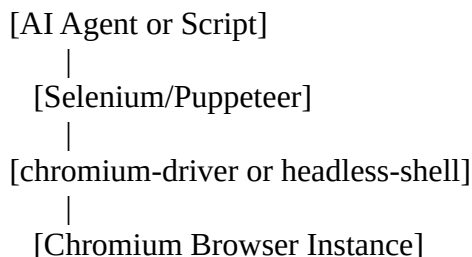 [AI Agent or Script]
|
[Selenium/Puppeteer]
|
[chromium-driver or headless-shell]
|
[Chromium Browser Instance]